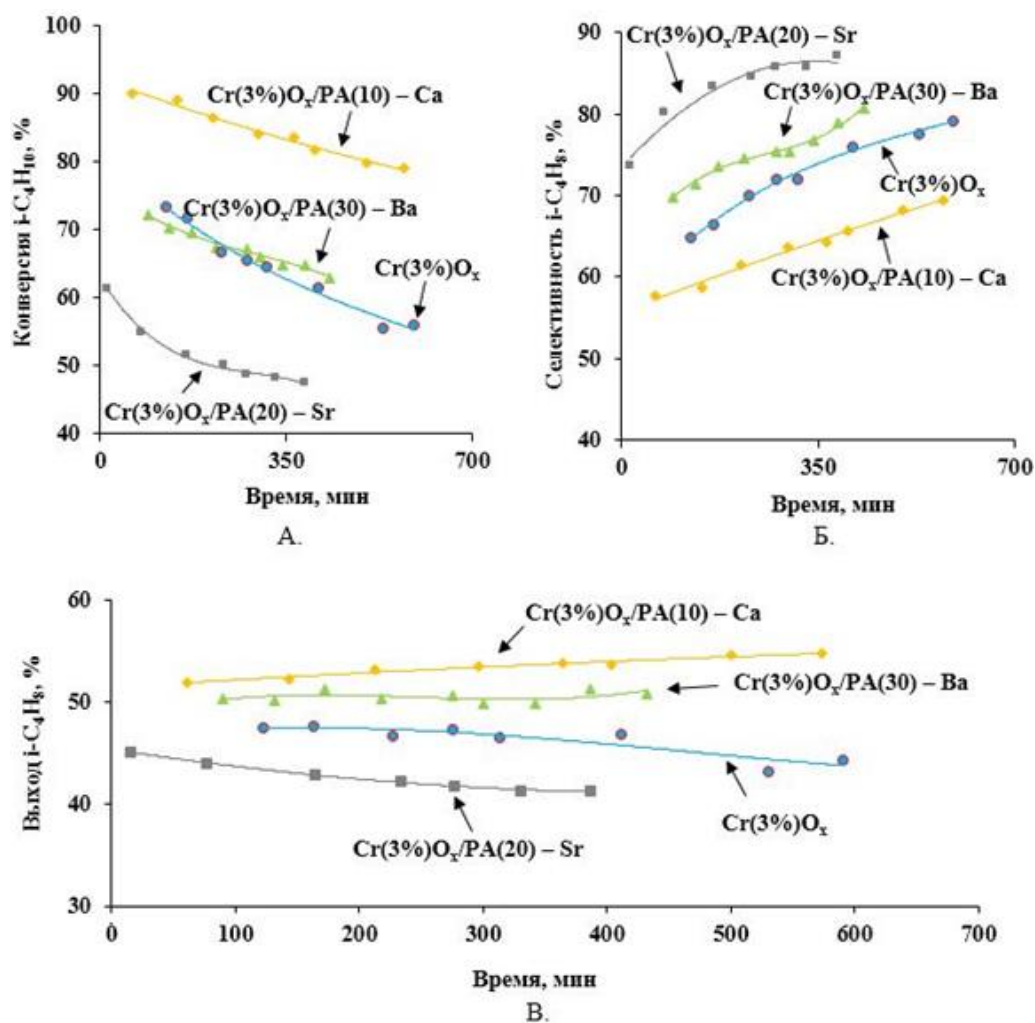 Конверсия i-C₄H₁₀, %
100
90
80
70
60
50
40
0
350
700
Время, мин
Cr(3%)Oₓ/PA(10) – Ca
Cr(3%)Oₓ/PA(30) – Ba
Cr(3%)Oₓ
Cr(3%)Oₓ/PA(20) – Sr
А.
Селективность i-C₄H₈, %
90
80
70
60
50
40
0
350
700
Время, мин
Cr(3%)Oₓ/PA(20) – Sr
Cr(3%)Oₓ/PA(30) – Ba
Cr(3%)Oₓ
Cr(3%)Oₓ/PA(10) – Ca
Б.
Выход i-C₄H₈, %
60
50
40
30
0
100
200
300
400
500
600
700
Время, мин
Cr(3%)Oₓ/PA(10) – Ca
Cr(3%)Oₓ/PA(30) – Ba
Cr(3%)Oₓ
Cr(3%)Oₓ/PA(20) – Sr
В.